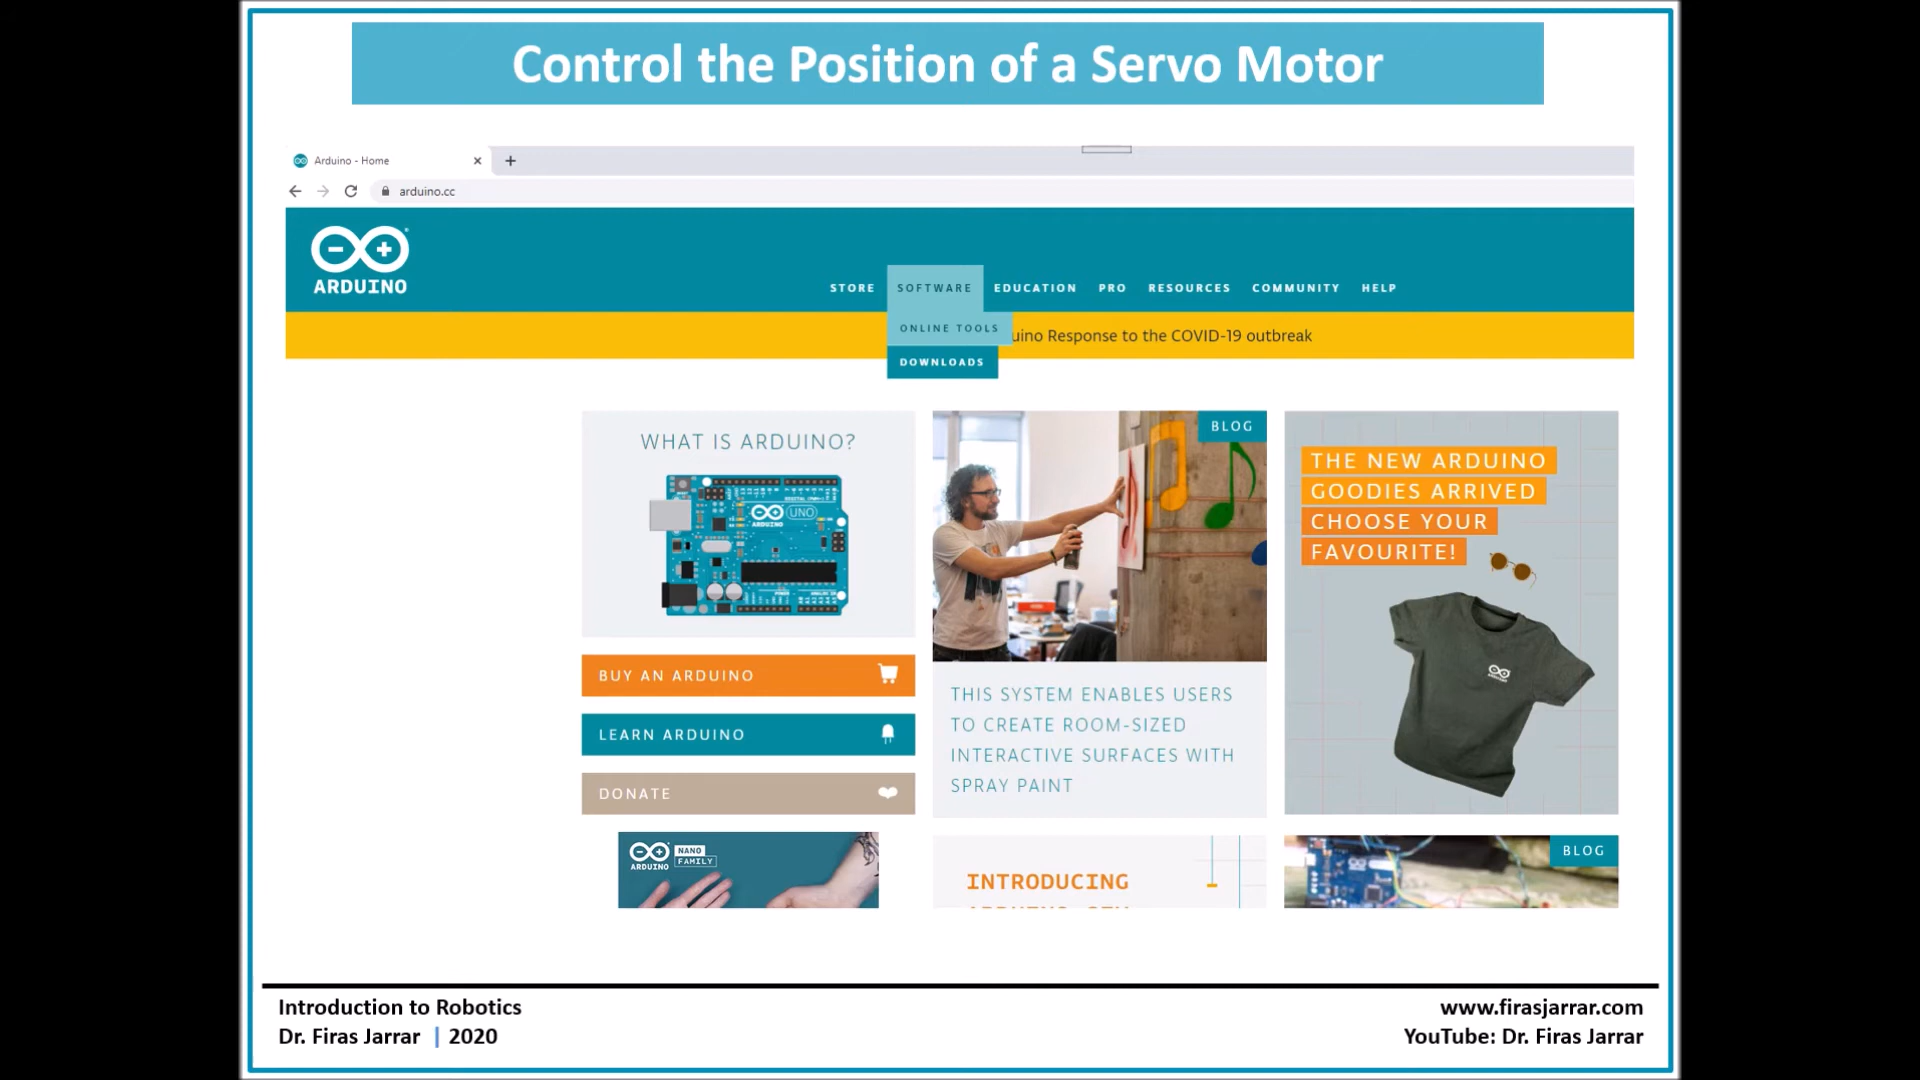 Control the Position of a Servo Motor
Arduino - Home
arduino.cc
ARDUINO
STORE SOFTWARE EDUCATION PRO RESOURCES COMMUNITY HELP
ONLINE TOOLS
uino Response to the COVID-19 outbreak
DOWNLOADS
WHAT IS ARDUINO?
UNO
ARDUINO
BUY AN ARDUINO
LEARN ARDUINO
DONATE
ARDUINO
NANO
FAMILY
BLOG
THIS SYSTEM ENABLES USERS
TO CREATE ROOM-SIZED
INTERACTIVE SURFACES WITH
SPRAY PAINT
INTRODUCING
THE NEW ARDUINO
GOODIES ARRIVED
CHOOSE YOUR
FAVOURITE!
BLOG
Introduction to Robotics
Dr. Firas Jarrar | 2020
www.firasjarrar.com
YouTube: Dr. Firas Jarrar